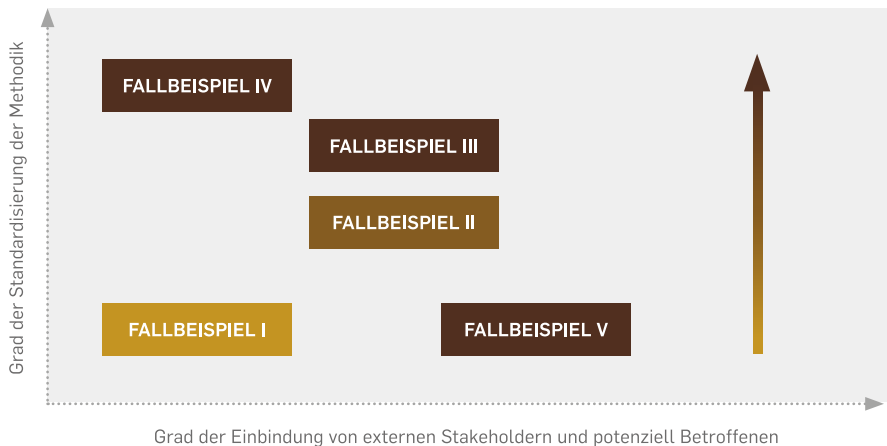 Grad der Standardisierung der Methodik
FALLBEISPIEL IV
FALLBEISPIEL III
FALLBEISPIEL II
FALLBEISPIEL I
FALLBEISPIEL V
Grad der Einbindung von externen Stakeholdern und potenziell Betroffenen